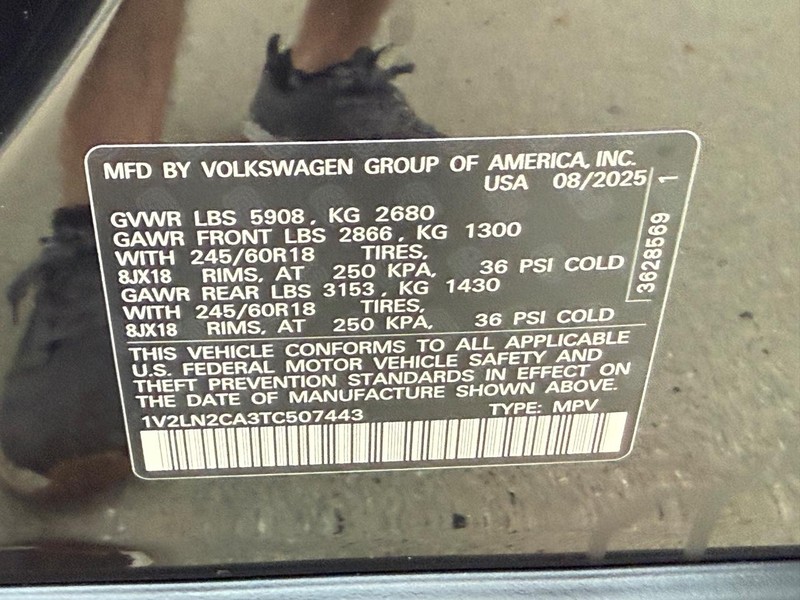 MFD BY VOLKSWAGEN GROUP OF AMERICA, INC.
USA 08/2025
1
3628569
GVWR LBS 5908, KG 2680
GAWR FRONT LBS 2866, KG 1300
WITH 245/60R18 TIRES,
8JX18 RIMS, AT 250 KPA, 36 PSI COLD
GAWR REAR LBS 3153, KG 1430
WITH 245/60R18 TIRES,
8JX18 RIMS, AT 250 KPA, 36 PSI COLD
THIS VEHICLE CONFORMS TO ALL APPLICABLE
U.S. FEDERAL MOTOR VEHICLE SAFETY AND
THEFT PREVENTION STANDARDS IN EFFECT ON
THE DATE OF MANUFACTURE SHOWN ABOVE.
1V2LN2CA3TC507443 TYPE: MPV